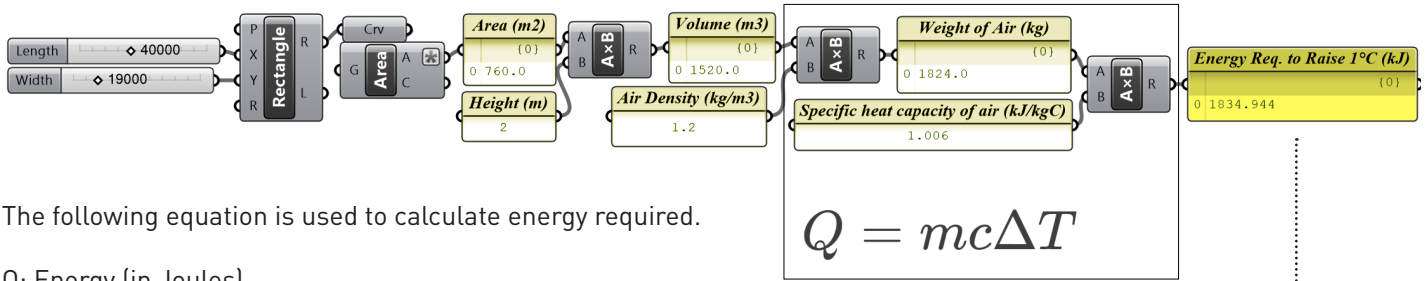 Length 40000
Width 19000
P X Y R Rectangle R L
Crv
G Area A C
Area (m2)
{0}
0 760.0
Height (m)
2
A B A×B R
Volume (m3)
{0}
0 1520.0
Air Density (kg/m3)
1.2
A B A×B R
Weight of Air (kg)
{0}
0 1824.0
Specific heat capacity of air (kJ/kgC)
1.006
A B A×B R
Energy Req. to Raise 1°C (kJ)
{0}
0 1834.944
The following equation is used to calculate energy required.
Q = mcΔT
Q: Energy (in Joules)